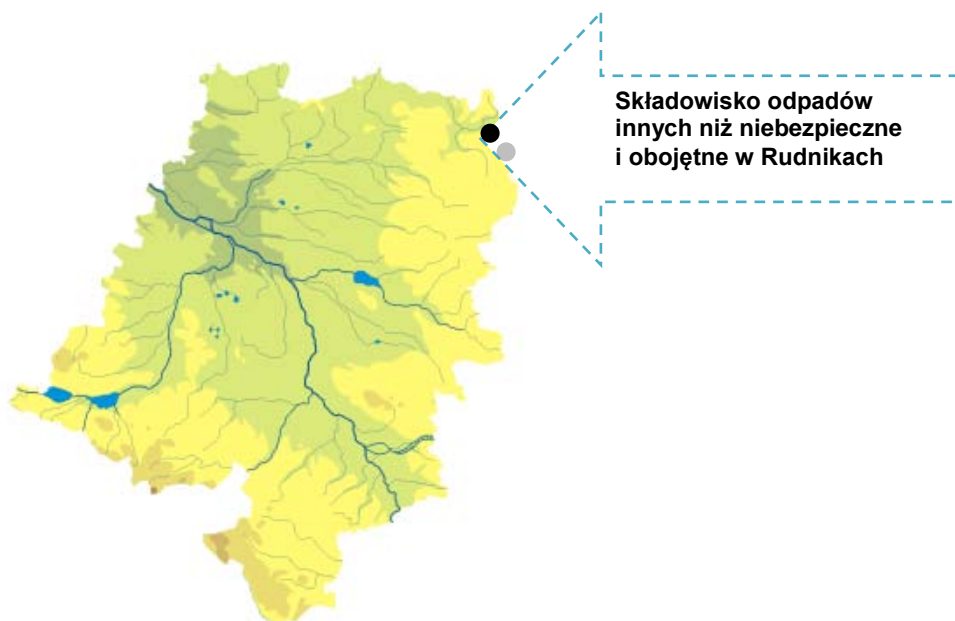 Składowisko odpadów
innych niż niebezpieczne
i obojętne w Rudnikach